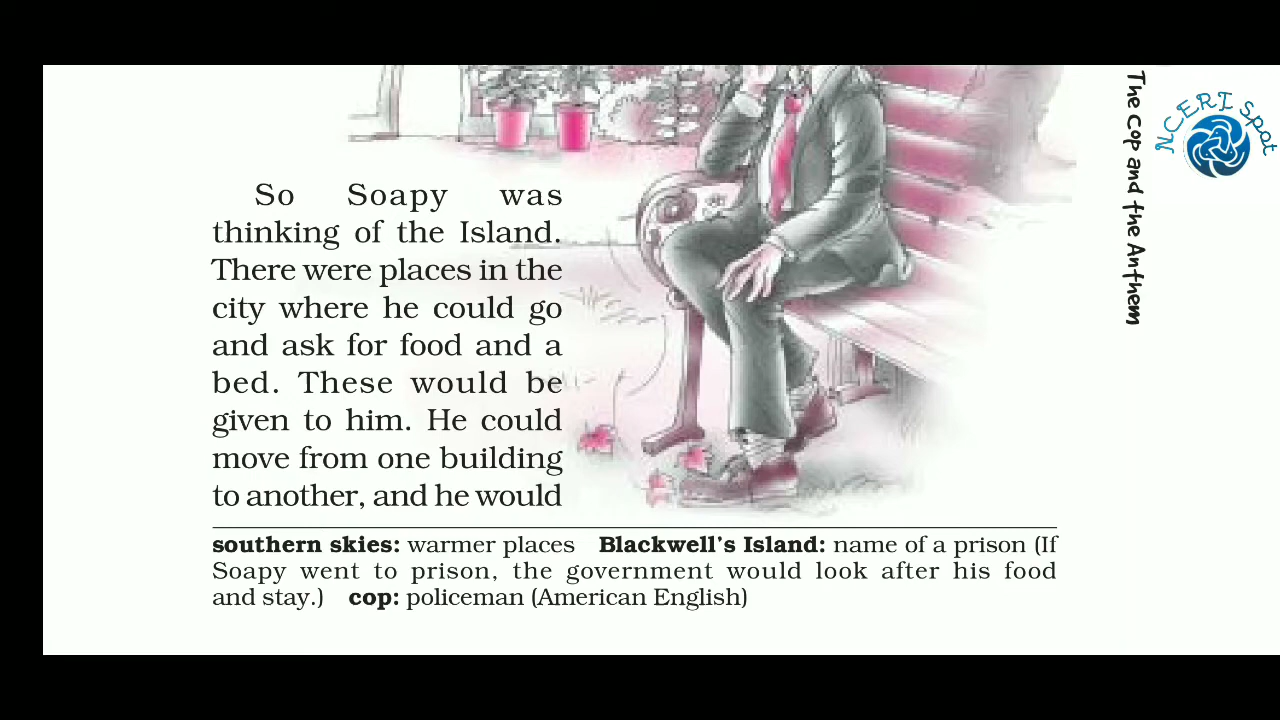 So Soapy was
thinking of the Island.
There were places in the
city where he could go
and ask for food and a
bed. These would be
given to him. He could
move from one building
to another, and he would
southern skies: warmer places Blackwell's Island: name of a prison (If
Soapy went to prison, the government would look after his food
and stay.) cop: policeman (American English)
The Cop and the Anthem
NCERT Spot